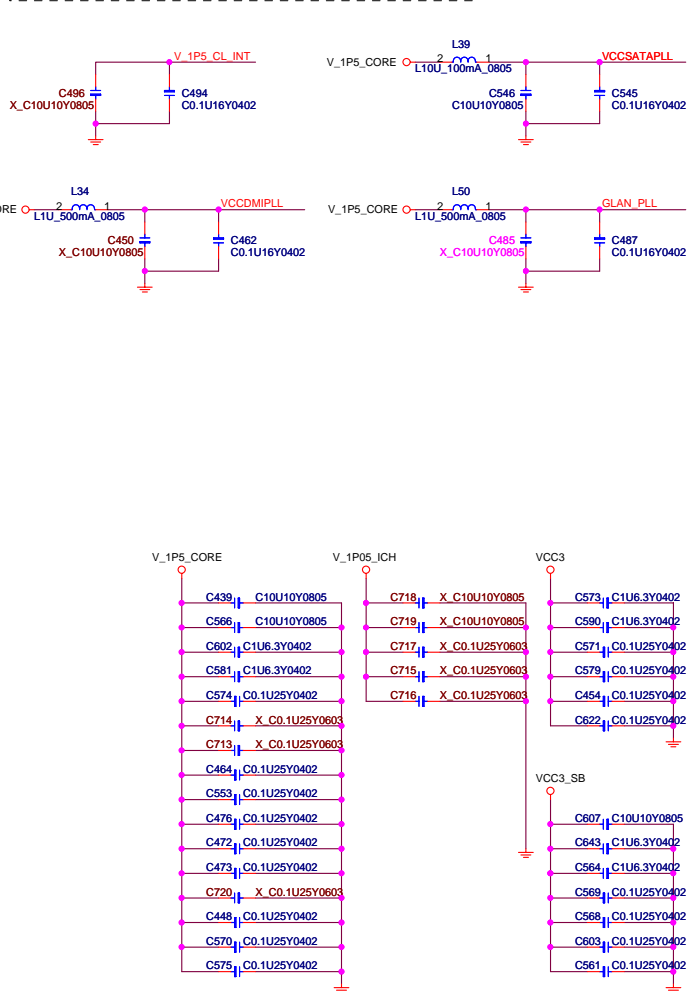 V_1P5_CL_INT
C496
X_C10U10Y0805
C494
C0.1U16Y0402
V_1P5_CORE
2
L39
1
L10U_100mA_0805
VCCSATAPLL
C546
C10U10Y0805
C545
C0.1U16Y0402
ORE
2
L34
1
L1U_500mA_0805
VCCDMIPLL
C450
X_C10U10Y0805
C462
C0.1U16Y0402
V_1P5_CORE
2
L50
1
L1U_500mA_0805
GLAN_PLL
C485
X_C10U10Y0805
C487
C0.1U16Y0402
V_1P5_CORE
C439 C10U10Y0805
C566 C10U10Y0805
C602 C1U6.3Y0402
C581 C1U6.3Y0402
C574 C0.1U25Y0402
C714 X_C0.1U25Y0603
C713 X_C0.1U25Y0603
C464 C0.1U25Y0402
C553 C0.1U25Y0402
C476 C0.1U25Y0402
C472 C0.1U25Y0402
C473 C0.1U25Y0402
C720 X_C0.1U25Y0603
C448 C0.1U25Y0402
C570 C0.1U25Y0402
C575 C0.1U25Y0402
V_1P05_ICH
C718 X_C10U10Y0805
C719 X_C10U10Y0805
C717 X_C0.1U25Y0603
C715 X_C0.1U25Y0603
C716 X_C0.1U25Y0603
VCC3
C573 C1U6.3Y0402
C590 C1U6.3Y0402
C571 C0.1U25Y0402
C579 C0.1U25Y0402
C454 C0.1U25Y0402
C622 C0.1U25Y0402
VCC3_SB
C607 C10U10Y0805
C643 C1U6.3Y0402
C564 C1U6.3Y0402
C569 C0.1U25Y0402
C568 C0.1U25Y0402
C603 C0.1U25Y0402
C561 C0.1U25Y0402